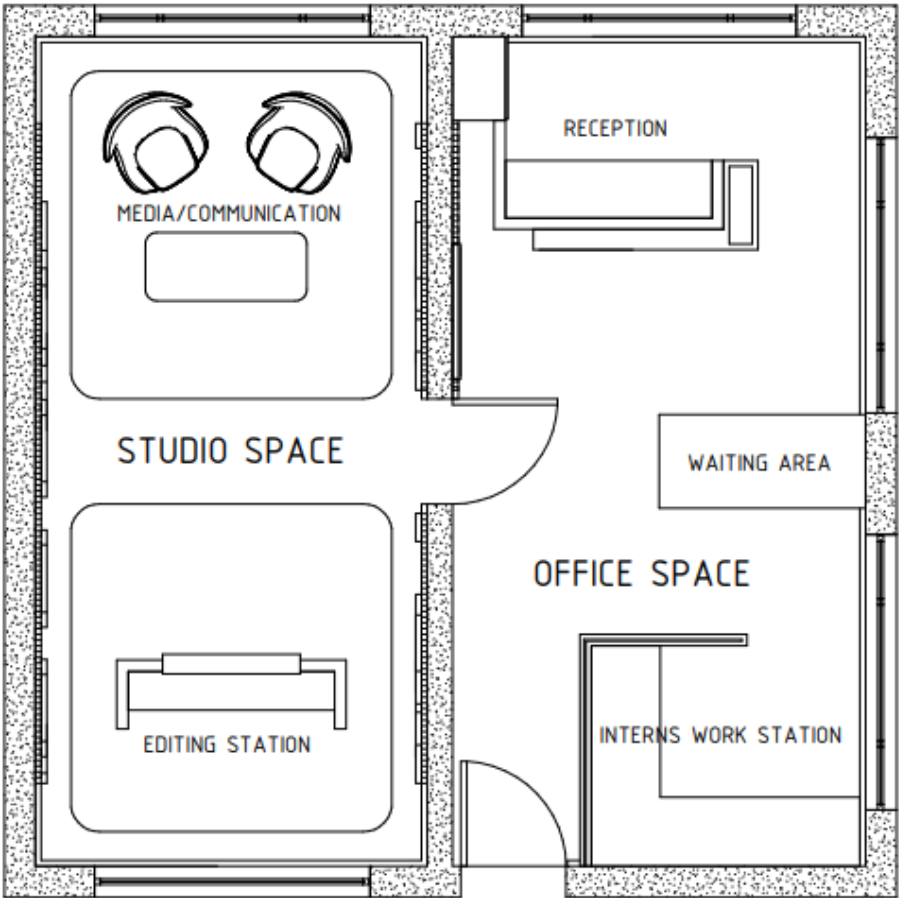 RECEPTION
MEDIA/COMMUNICATION
STUDIO SPACE
WAITING AREA
OFFICE SPACE
INTERNS WORK STATION
EDITING STATION